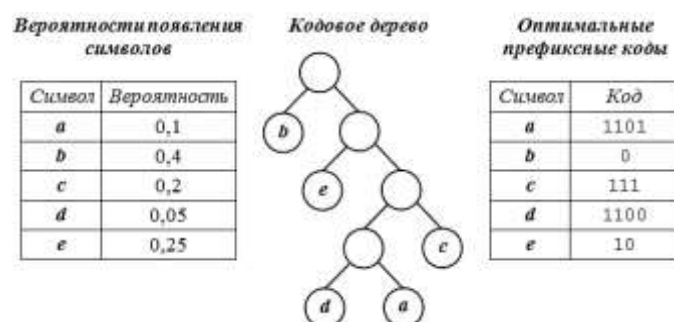 Вероятности появления
символов
Символ Вероятность
a 0,1
b 0,4
c 0,2
d 0,05
e 0,25
Кодовое дерево
b
e
c
d a
Оптимальные
префиксные коды
Символ Код
a 1101
b 0
c 111
d 1100
e 10